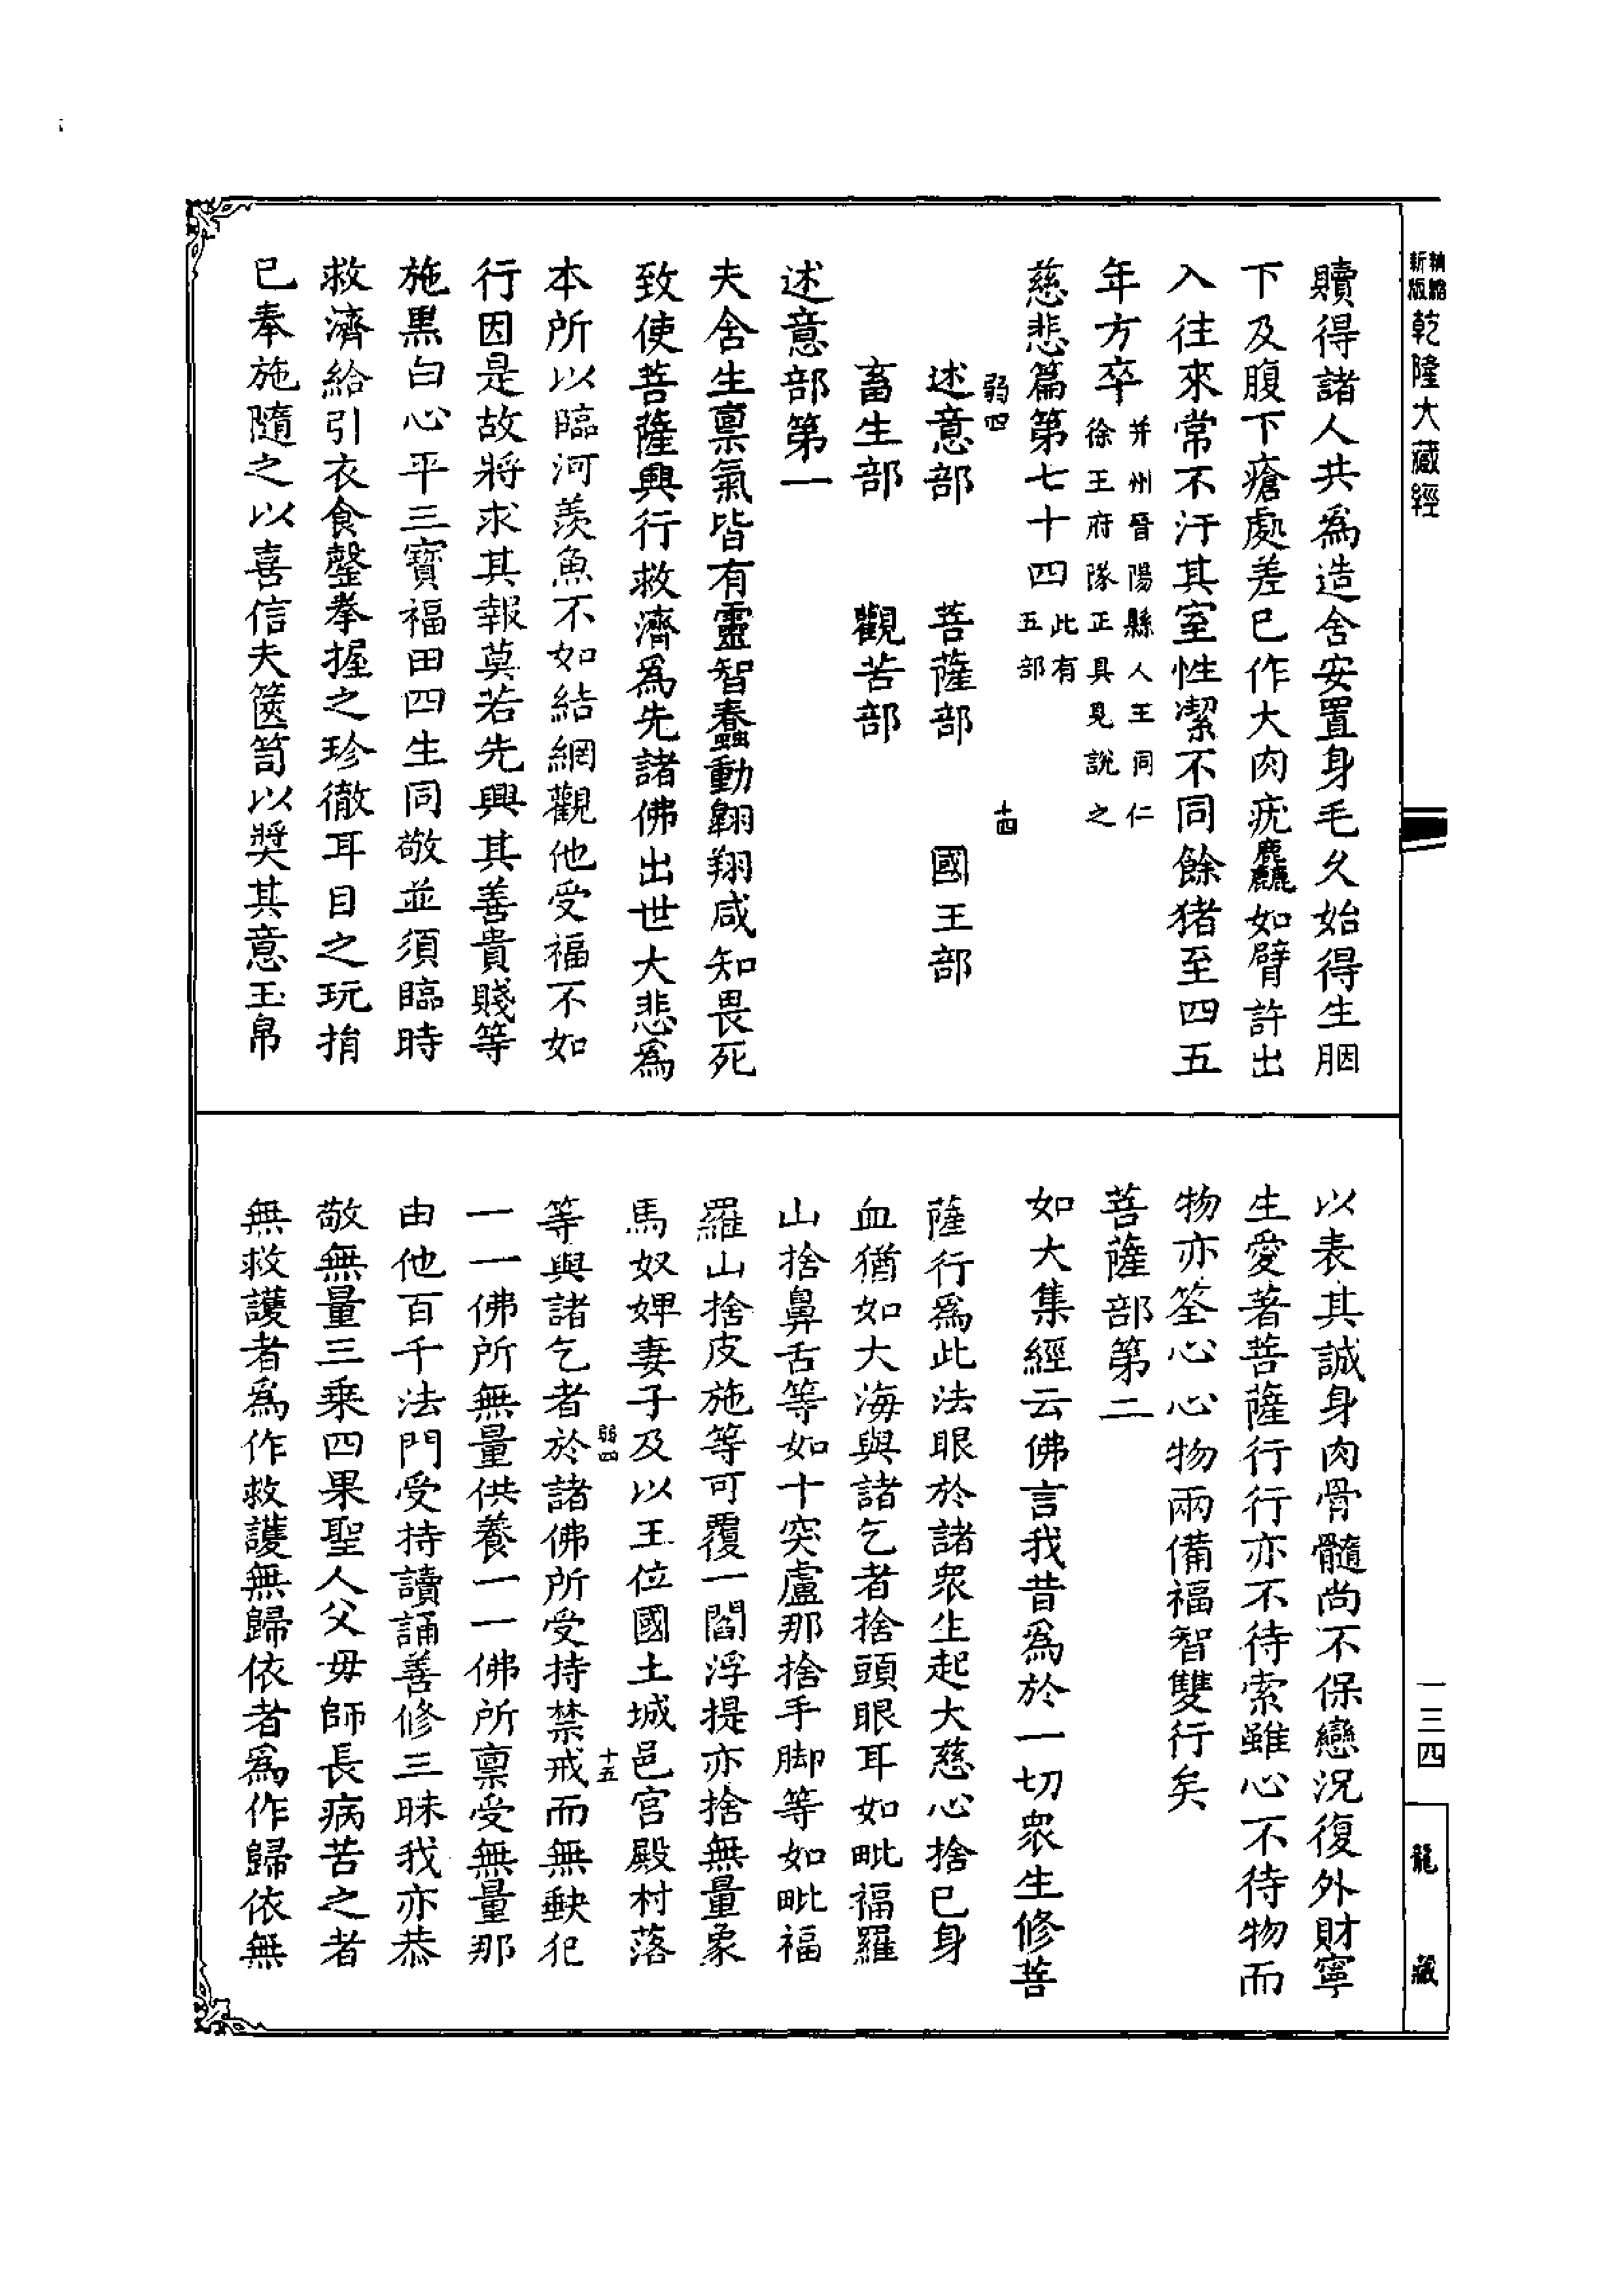 新版
乾隆大藏經
一三四
龍藏
贖得諸人共爲造舍安置身毛久始得生胭
下及腹下瘡處差已作大肉疣麤如臂許出
入往來常不汙其室性潔不同餘猪至四五
年方卒
并州晉陽縣人王同仁
徐王府隊正具見說之
慈悲篇第七十四
此有
五部
弱四
十四
述意部 菩薩部 國王部
畜生部 觀苦部
述意部第一
夫含生禀氣皆有靈智蠢動翱翔咸知畏死
致使菩薩興行救濟爲先諸佛出世大悲爲
本所以臨河羨魚不如結網觀他受福不如
行因是故將求其報莫若先興其善貴賤等
施黑白心平三寶福田四生同敬並須臨時
救濟給引衣食罄拳握之珍徹耳目之玩捐
已奉施隨之以喜信夫篋笥以獎其意玉帛
以表其誠身肉骨髓尚不保戀況復外財寧
生愛著菩薩行行亦不待索雖心不待物而
物亦筌心心物兩備福智雙行矣
菩薩部第二
如大集經云佛言我昔爲於一切衆生修菩
薩行爲此法眼於諸衆生起大慈心捨已身
血猶如大海與諸乞者捨頭眼耳如毗福羅
山捨鼻舌等如十突盧那捨手脚等如毗福
羅山捨皮施等可覆一閻浮提亦捨無量象
馬奴婢妻子及以王位國土城邑宮殿村落
弱四
十五
等與諸乞者於諸佛所受持禁戒而無缺犯
一一佛所無量供養一一佛所禀受無量那
由他百千法門受持讀誦善修三昧我亦恭
敬無量三乘四果聖人父母師長病苦之者
無救護者爲作救護無歸依者爲作歸依無